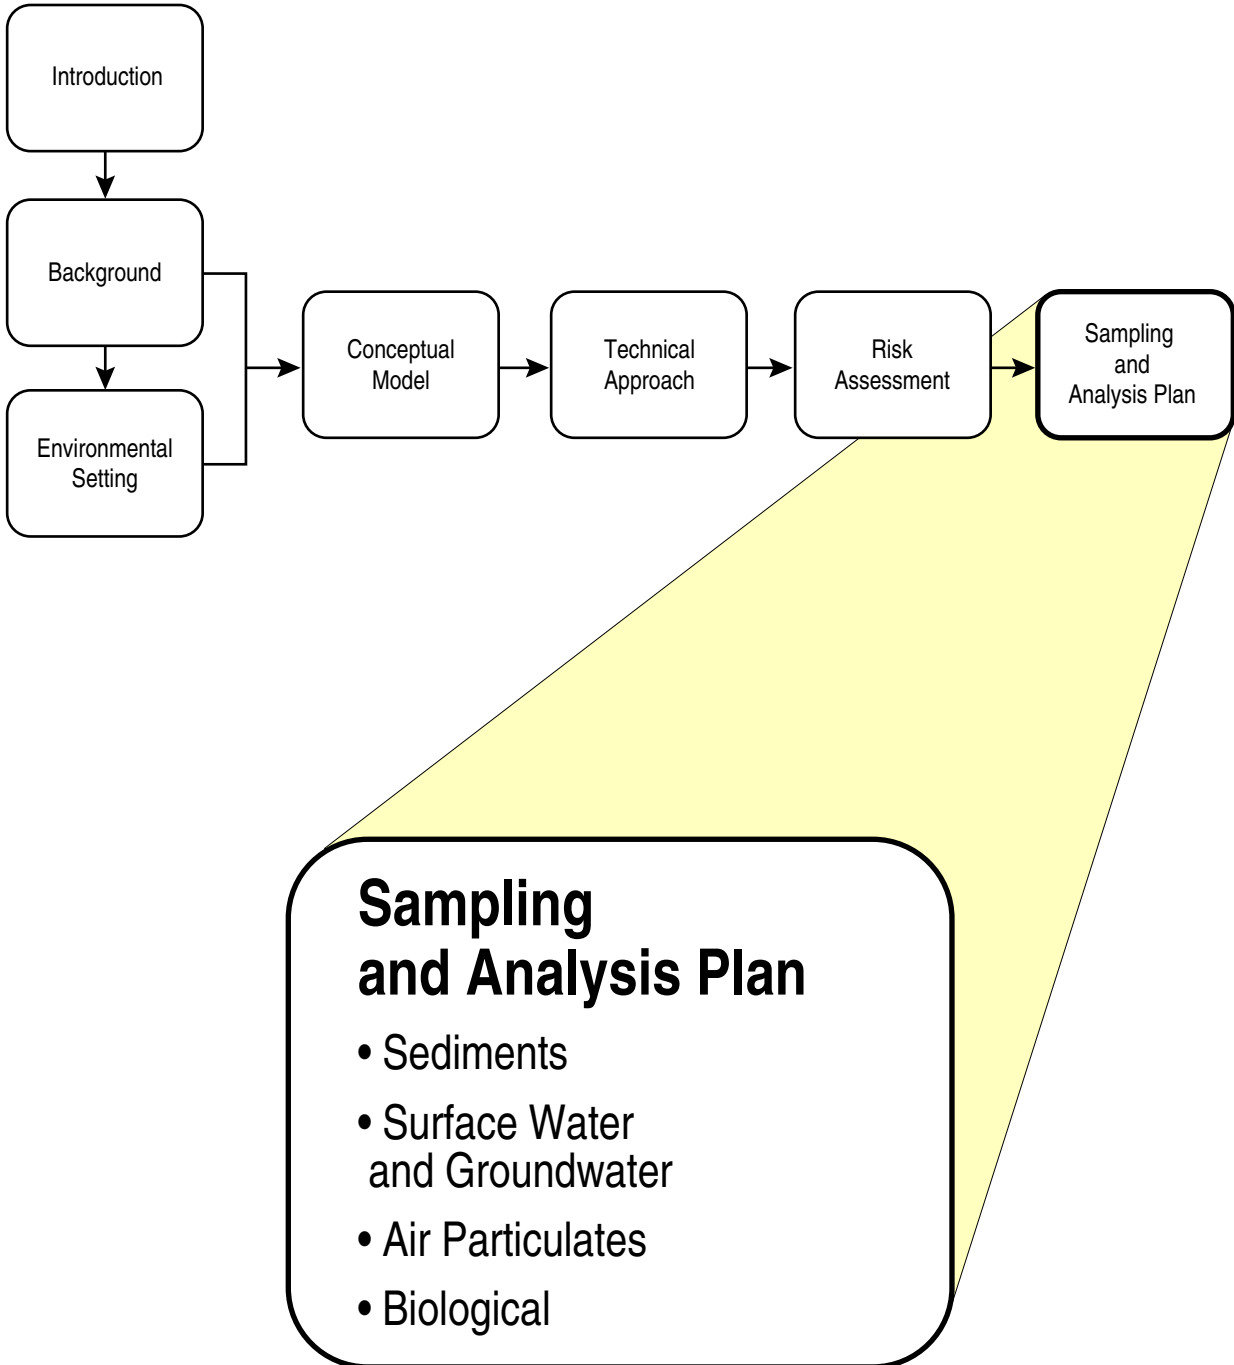 Introduction
Background
Environmental
Setting
Conceptual
Model
Technical
Approach
Risk
Assessment
Sampling
and
Analysis Plan
Sampling
and Analysis Plan
• Sediments
• Surface Water
and Groundwater
• Air Particulates
• Biological